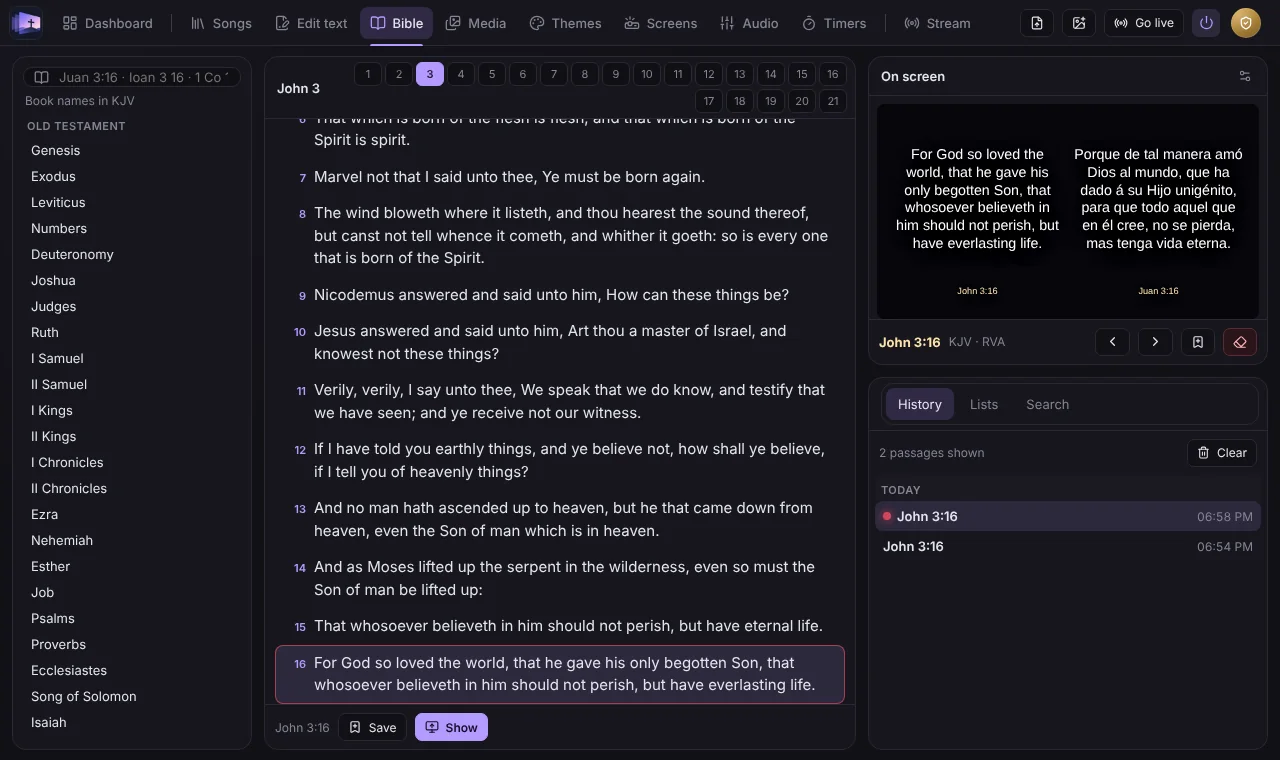 Dashboard Songs Edit text Bible Media Themes Screens Audio Timers Stream Go live
Juan 3:16 · Ioan 3 16 · 1 Co
Book names in KJV
OLD TESTAMENT
Genesis
Exodus
Leviticus
Numbers
Deuteronomy
Joshua
Judges
Ruth
I Samuel
II Samuel
I Kings
II Kings
I Chronicles
II Chronicles
Ezra
Nehemiah
Esther
Job
Psalms
Proverbs
Ecclesiastes
Song of Solomon
Isaiah
John 3
1 2 3 4 5 6 7 8 9 10 11 12 13 14 15 16
17 18 19 20 21
6 That which is born of the flesh is flesh, and that which is born of the
Spirit is spirit.
7 Marvel not that I said unto thee, Ye must be born again.
8 The wind bloweth where it listeth, and thou hearest the sound thereof,
but canst not tell whence it cometh, and whither it goeth: so is every one
that is born of the Spirit.
9 Nicodemus answered and said unto him, How can these things be?
10 Jesus answered and said unto him, Art thou a master of Israel, and
knowest not these things?
11 Verily, verily, I say unto thee, We speak that we do know, and testify that
we have seen; and ye receive not our witness.
12 If I have told you earthly things, and ye believe not, how shall ye believe,
if I tell you of heavenly things?
13 And no man hath ascended up to heaven, but he that came down from
heaven, even the Son of man which is in heaven.
14 And as Moses lifted up the serpent in the wilderness, even so must the
Son of man be lifted up:
15 That whosoever believeth in him should not perish, but have eternal life.
16 For God so loved the world, that he gave his only begotten Son, that
whosoever believeth in him should not perish, but have everlasting life.
John 3:16 Save Show
On screen
For God so loved the
world, that he gave his
only begotten Son, that
whosoever believeth in
him should not perish, but
have everlasting life.
John 3:16
Porque de tal manera amó
Dios al mundo, que ha
dado á su Hijo unigénito,
para que todo aquel que
en él cree, no se pierda,
mas tenga vida eterna.
Juan 3:16
John 3:16 KJV · RVA
History Lists Search
2 passages shown Clear
TODAY
John 3:16 06:58 PM
John 3:16 06:54 PM